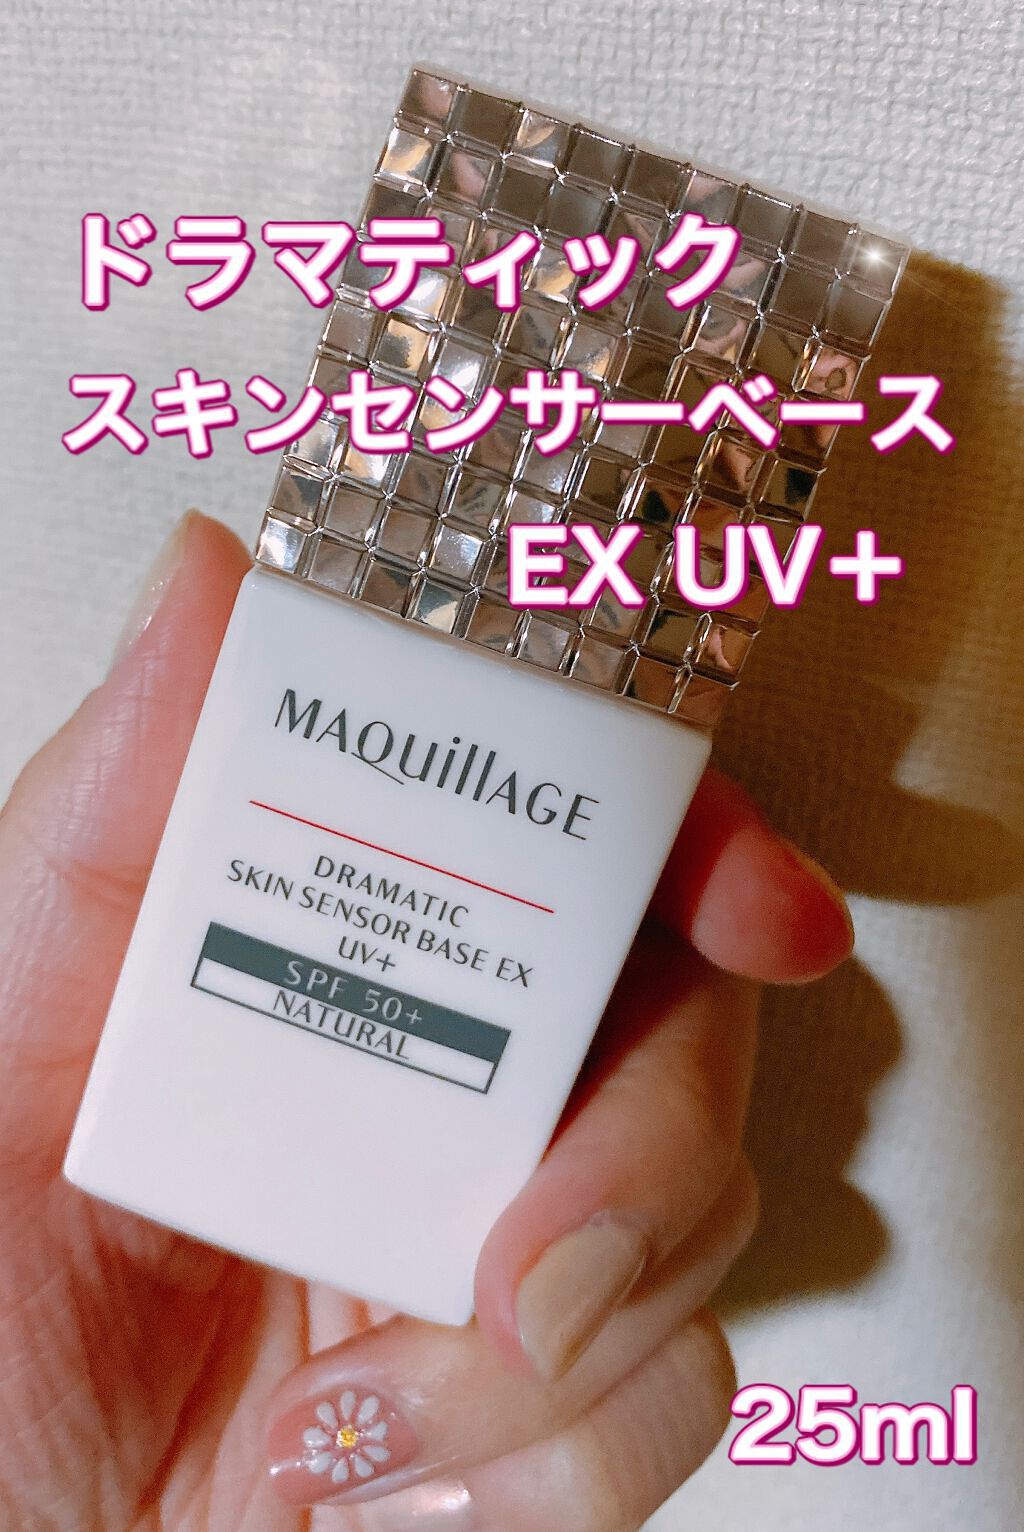 ドラマティック
スキンセンサーベース
EX UV+
MAQuillAGE
DRAMATIC
SKIN SENSOR BASE EX
UV+
SPF 50+
NATURAL
25ml